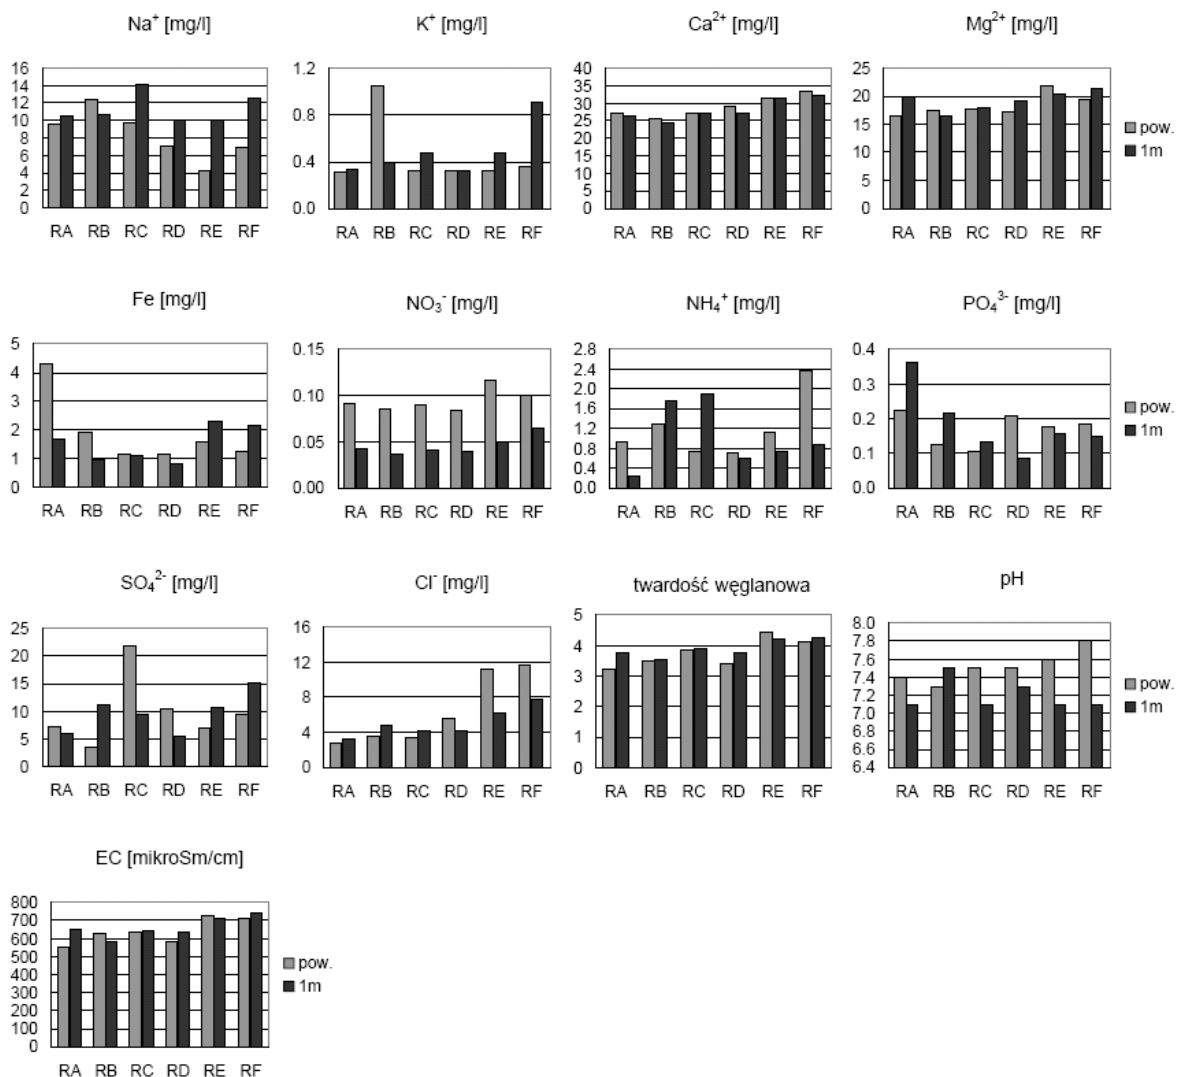 Na⁺ [mg/l] K⁺ [mg/l] Ca²⁺ [mg/l] Mg²⁺ [mg/l]
16 14 12 10 8 6 4 2 0
RA RB RC RD RE RF
1.2 0.8 0.4 0.0
RA RB RC RD RE RF
40 35 30 25 20 15 10 5 0
RA RB RC RD RE RF
25 20 15 10 5 0
RA RB RC RD RE RF
pow.
1m
Fe [mg/l] NO₃⁻ [mg/l] NH₄⁺ [mg/l] PO₄³⁻ [mg/l]
5 4 3 2 1 0
RA RB RC RD RE RF
0.15 0.10 0.05 0.00
RA RB RC RD RE RF
2.8 2.4 2.0 1.6 1.2 0.8 0.4 0.0
RA RB RC RD RE RF
0.4 0.3 0.2 0.1 0.0
RA RB RC RD RE RF
pow.
1m
SO₄²⁻ [mg/l] Cl⁻ [mg/l] twardość węglanowa pH
25 20 15 10 5 0
RA RB RC RD RE RF
16 12 8 4 0
RA RB RC RD RE RF
5 4 3 2 1 0
RA RB RC RD RE RF
8.0 7.8 7.6 7.4 7.2 7.0 6.8 6.6 6.4
RA RB RC RD RE RF
pow.
1m
EC [mikroSm/cm]
800 700 600 500 400 300 200 100 0
RA RB RC RD RE RF
pow.
1m